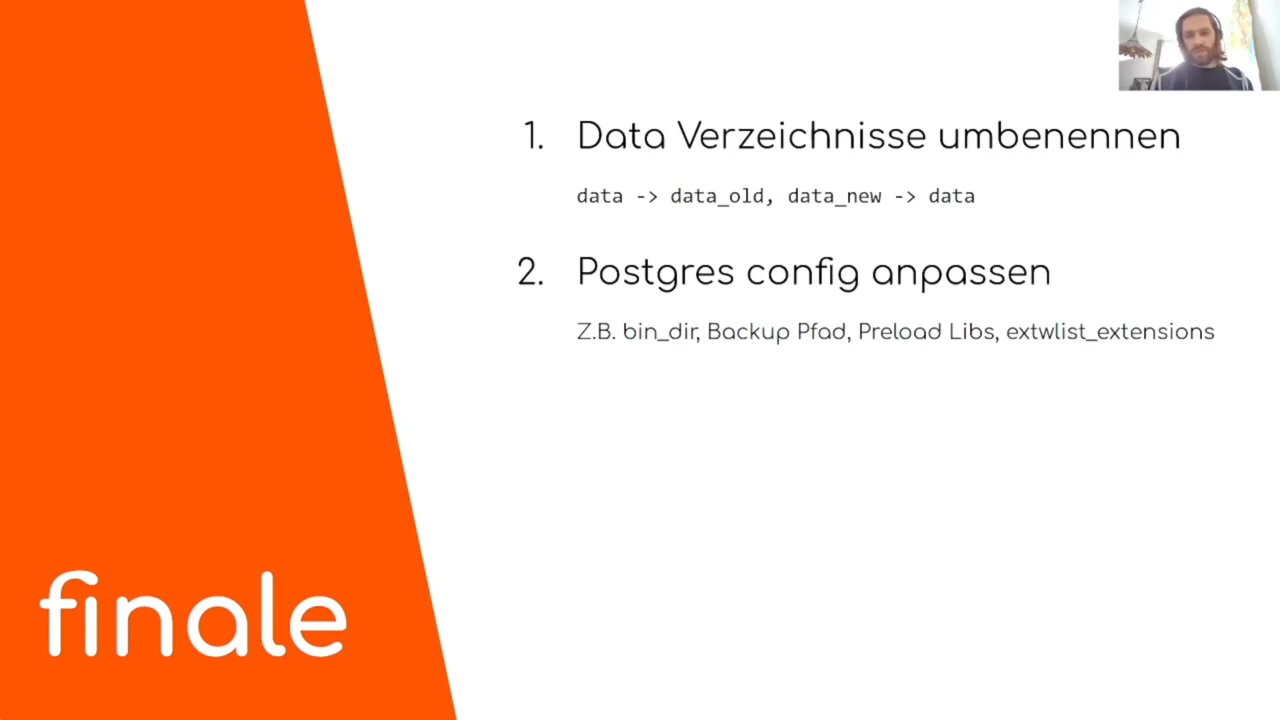 1. Data Verzeichnisse umbenennen
data -> data_old, data_new -> data
2. Postgres config anpassen
Z.B. bin_dir, Backup Pfad, Preload Libs, extwlist_extensions
finale